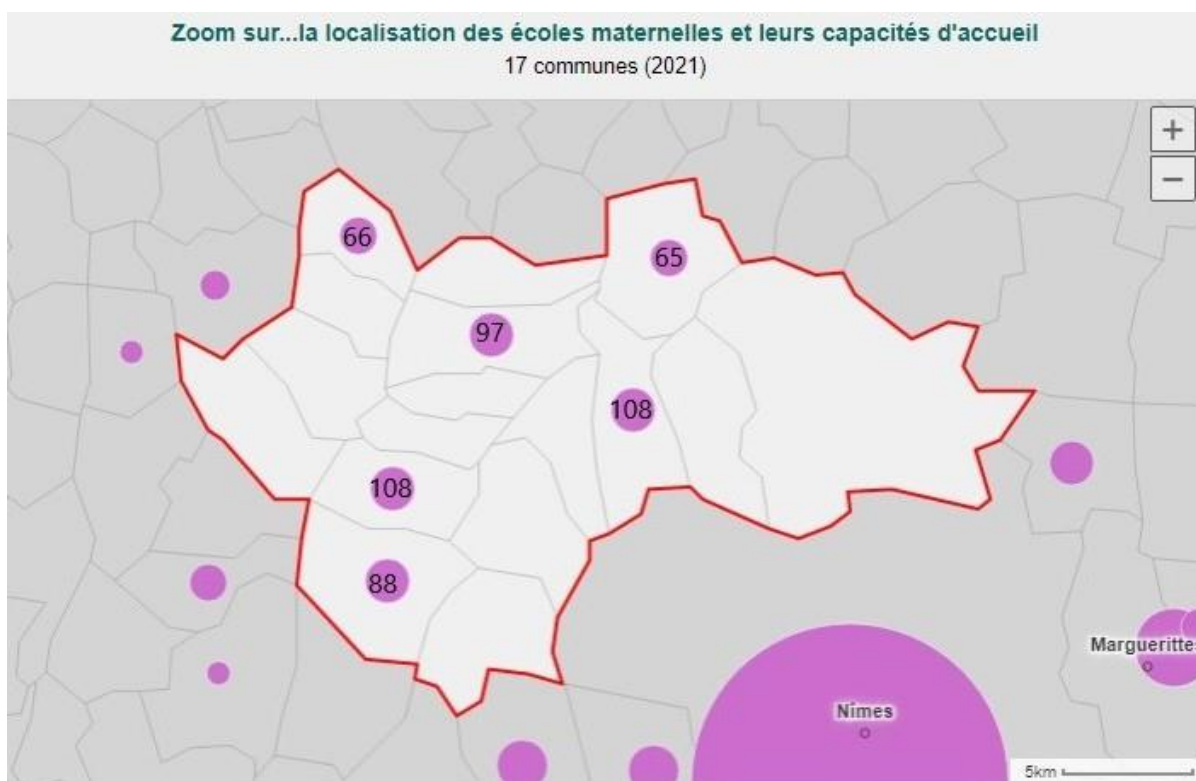 Zoom sur...la localisation des écoles maternelles et leurs capacités d'accueil
17 communes (2021)
+
−
66
65
97
108
108
88
Marguerittes
Nîmes
5km